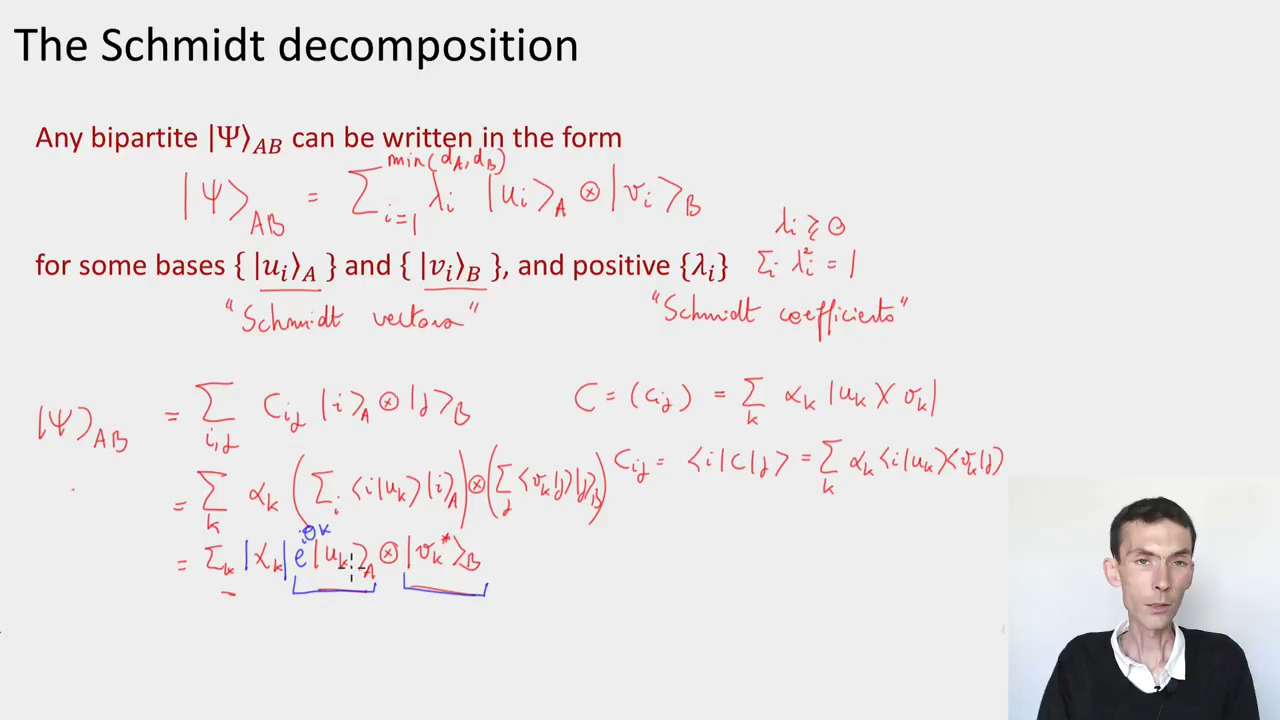 The Schmidt decomposition
Any bipartite |Ψ⟩_AB can be written in the form
|Ψ⟩_AB = Σ_{i=1}^{min(d_A, d_B)} λ_i |u_i⟩_A ⊗ |v_i⟩_B
λ_i ≥ 0
for some bases { |u_i⟩_A } and { |v_i⟩_B }, and positive {λ_i} Σ_i λ_i² = 1
"Schmidt vectors" "Schmidt coefficients"
|Ψ⟩_AB = Σ_{i,j} C_ij |i⟩_A ⊗ |j⟩_B C = (C_ij) = Σ_k α_k |u_k⟩⟨v_k|
= Σ_k α_k ( Σ_i ⟨i|u_k⟩ |i⟩_A ) ⊗ ( Σ_j ⟨v_k|j⟩ |j⟩_B ) C_ij = ⟨i|C|j⟩ = Σ_k α_k ⟨i|u_k⟩⟨v_k|j⟩
= Σ_k |α_k| e^{iθ_k} |u_k⟩_A ⊗ |v_k*⟩_B